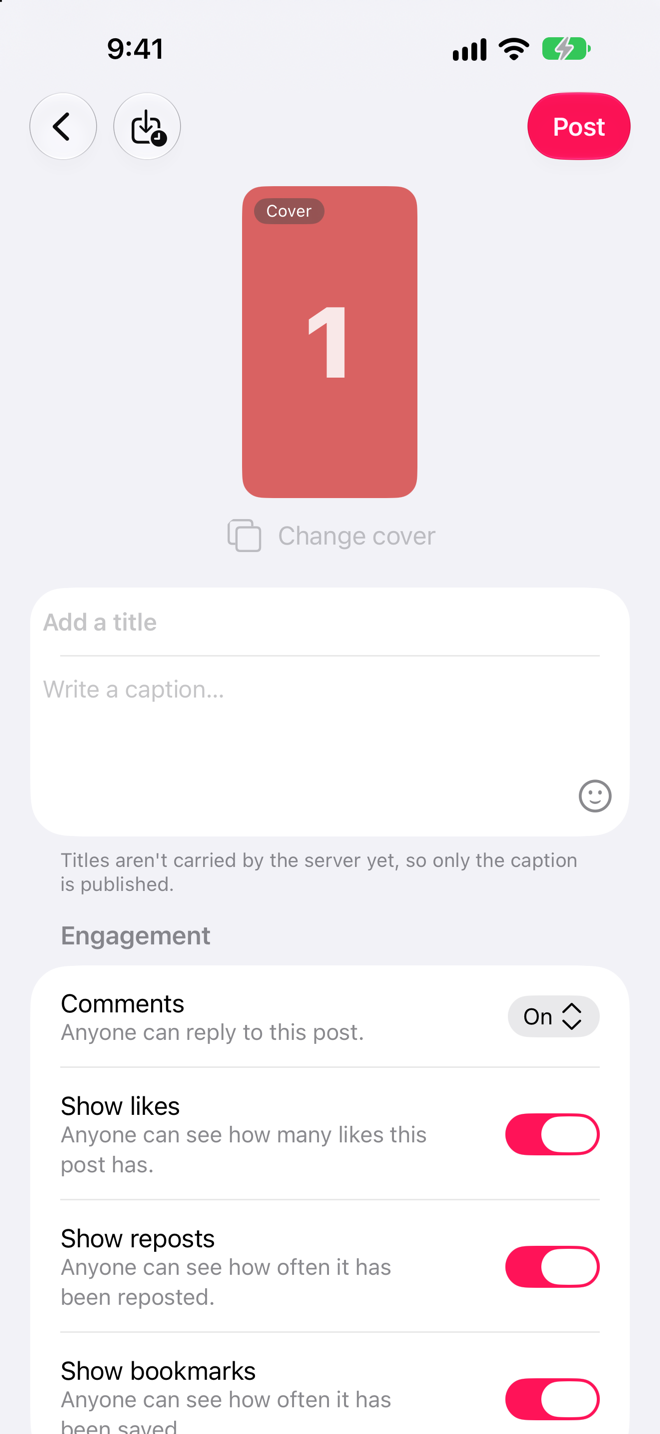 9:41
Post
Cover
1
Change cover
Add a title
Write a caption...
Titles aren't carried by the server yet, so only the caption
is published.
Engagement
Comments
Anyone can reply to this post.
On
Show likes
Anyone can see how many likes this
post has.
Show reposts
Anyone can see how often it has
been reposted.
Show bookmarks
Anyone can see how often it has
been saved